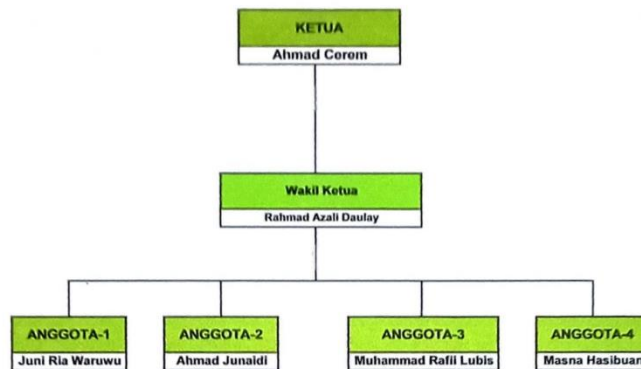 KETUA
Ahmad Cerem
Wakil Ketua
Rahmad Azali Daulay
ANGGOTA-1
Juni Ria Waruwu
ANGGOTA-2
Ahmad Junaidi
ANGGOTA-3
Muhammad Rafii Lubis
ANGGOTA-4
Masna Hasibuan